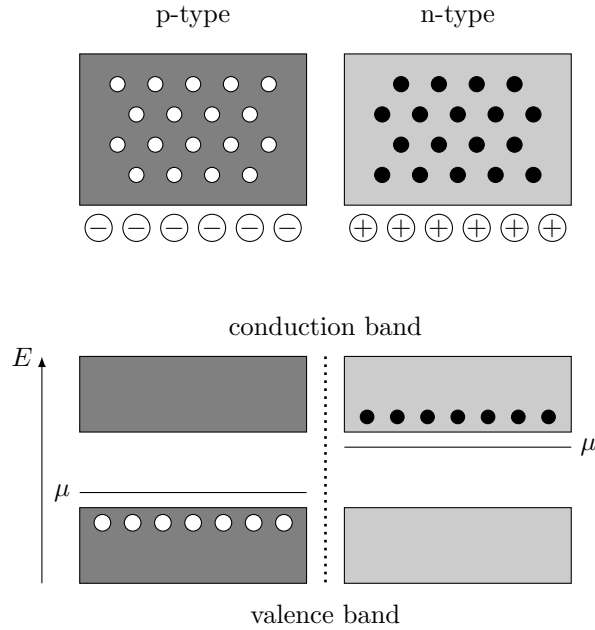 p-type n-type
− − − − − − + + + + + +
conduction band
E
μ
μ
valence band